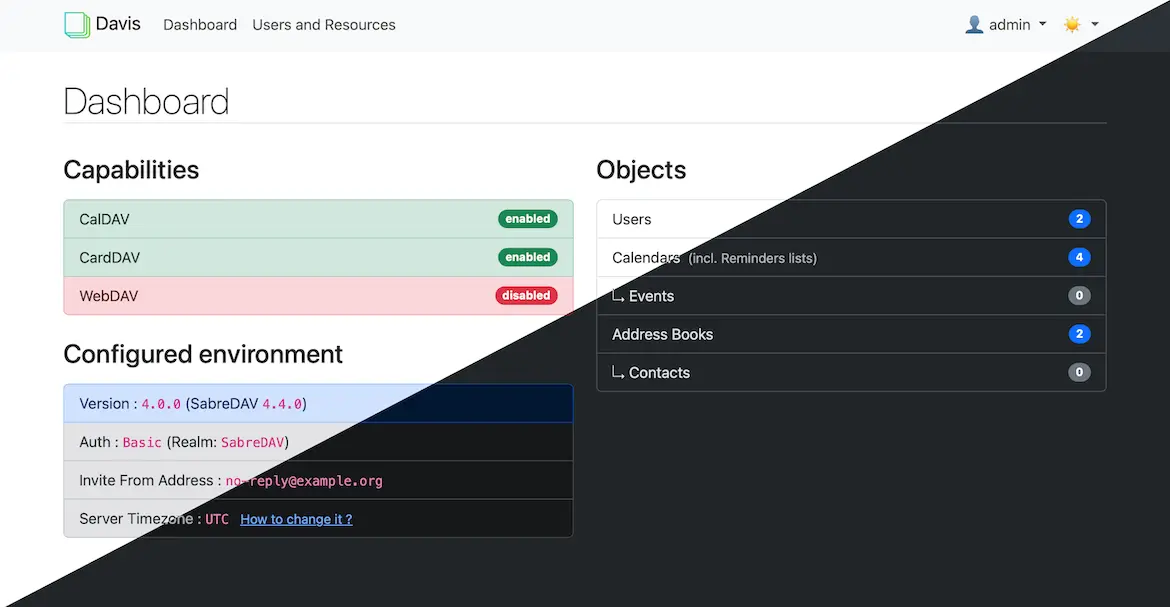 Davis Dashboard Users and Resources admin
Dashboard
Capabilities
CalDAV enabled
CardDAV enabled
WebDAV disabled
Configured environment
Version : 4.0.0 (SabreDAV 4.4.0)
Auth : Basic (Realm: SabreDAV)
Invite From Address : no-reply@example.org
Server Timezone : UTC How to change it ?
Objects
Users 2
Calendars (incl. Reminders lists) 4
Events 0
Address Books 2
Contacts 0